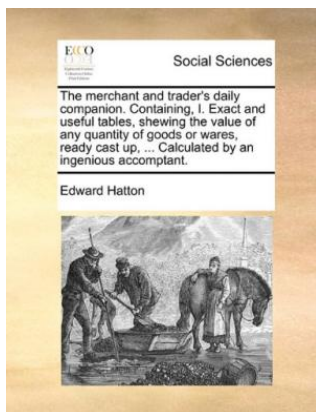 ECCO
Social Sciences
The merchant and trader's daily
companion. Containing, I. Exact and
useful tables, shewing the value of
any quantity of goods or wares,
ready cast up, ... Calculated by an
ingenious accomptant.
Edward Hatton